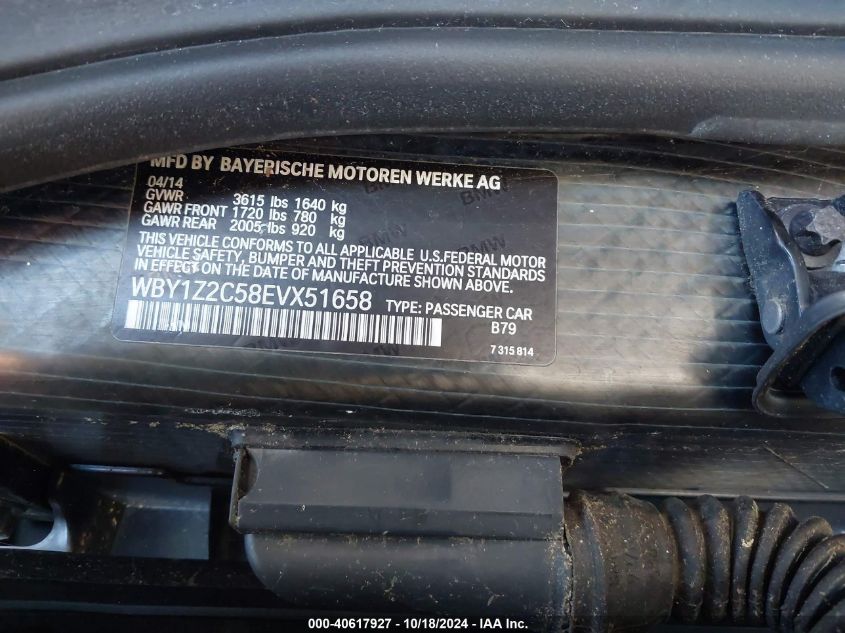 MFD BY BAYERISCHE MOTOREN WERKE AG
04/14
GVWR 3615 lbs 1640 kg
GAWR FRONT 1720 lbs 780 kg
GAWR REAR 2005 lbs 920 kg
THIS VEHICLE CONFORMS TO ALL APPLICABLE U.S.FEDERAL MOTOR
VEHICLE SAFETY, BUMPER AND THEFT PREVENTION STANDARDS
IN EFFECT ON THE DATE OF MANUFACTURE SHOWN ABOVE.
WBY1Z2C58EVX51658 TYPE: PASSENGER CAR
B79
7 315 814
000-40617927 - 10/18/2024 - IAA Inc.